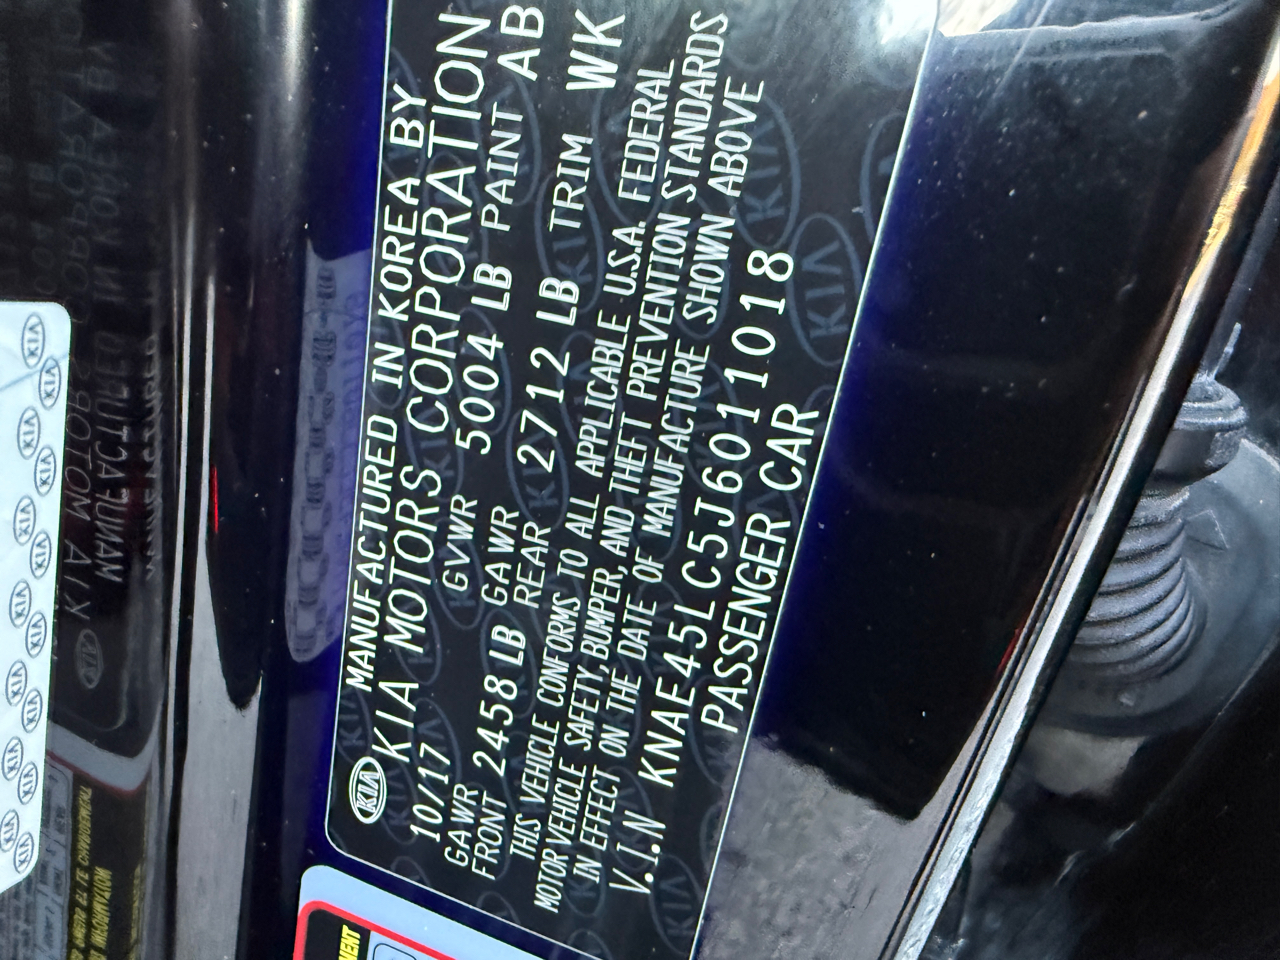 KIA
MANUFACTURED IN KOREA BY
KIA MOTORS CORPORATION
10/17 GVWR 5004 LB PAINT AB
GAWR FRONT 2458 LB GAWR REAR 2712 LB TRIM WK
THIS VEHICLE CONFORMS TO ALL APPLICABLE U.S.A. FEDERAL
MOTOR VEHICLE SAFETY, BUMPER, AND THEFT PREVENTION STANDARDS
IN EFFECT ON THE DATE OF MANUFACTURE SHOWN ABOVE
V.I.N KNAE45LC5J6011018
PASSENGER CAR